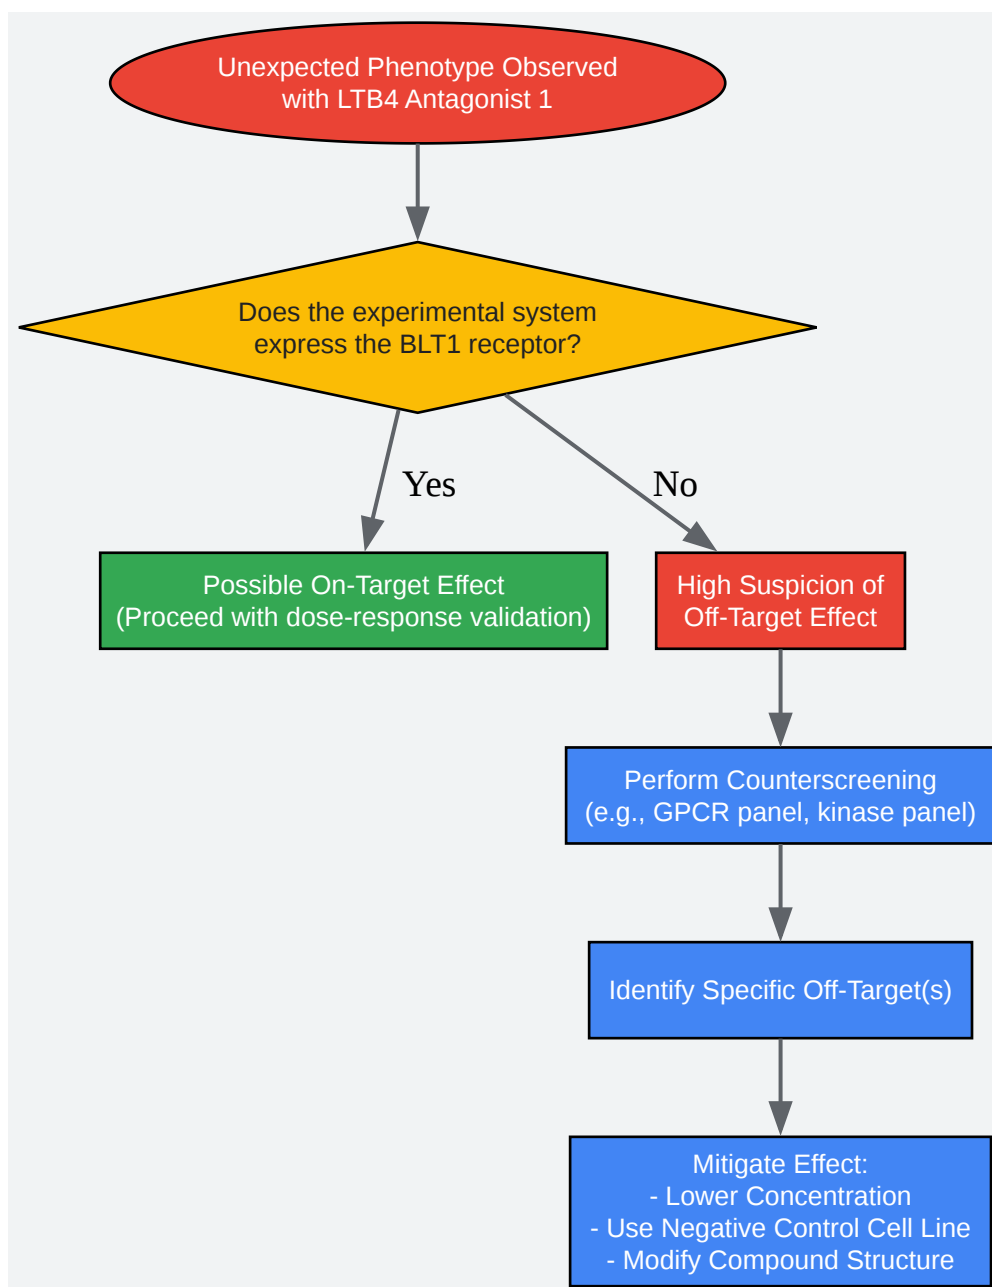 Unexpected Phenotype Observed
with LTB4 Antagonist 1
Does the experimental system
express the BLT1 receptor?
Yes
No
Possible On-Target Effect
(Proceed with dose-response validation)
High Suspicion of
Off-Target Effect
Perform Counterscreening
(e.g., GPCR panel, kinase panel)
Identify Specific Off-Target(s)
Mitigate Effect:
- Lower Concentration
- Use Negative Control Cell Line
- Modify Compound Structure